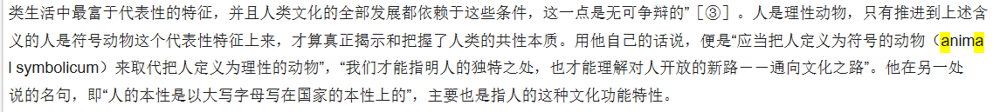 类生活中最富于代表性的特征，并且人类文化的全部发展都依赖于这些条件，这一点是无可争辩的”［③］。人是理性动物，只有推进到上述含
义的人是符号动物这个代表性特征上来，才算真正揭示和把握了人类的共性本质。用他自己的话说，便是“应当把人定义为符号的动物（anima
l symbolicum）来取代把人定义为理性的动物”，“我们才能指明人的独特之处，也才能理解对人开放的新路－－通向文化之路”。他在另一处
说的名句，即“人的本性是以大写字母写在国家的本性上的”，主要也是指人的这种文化功能特性。